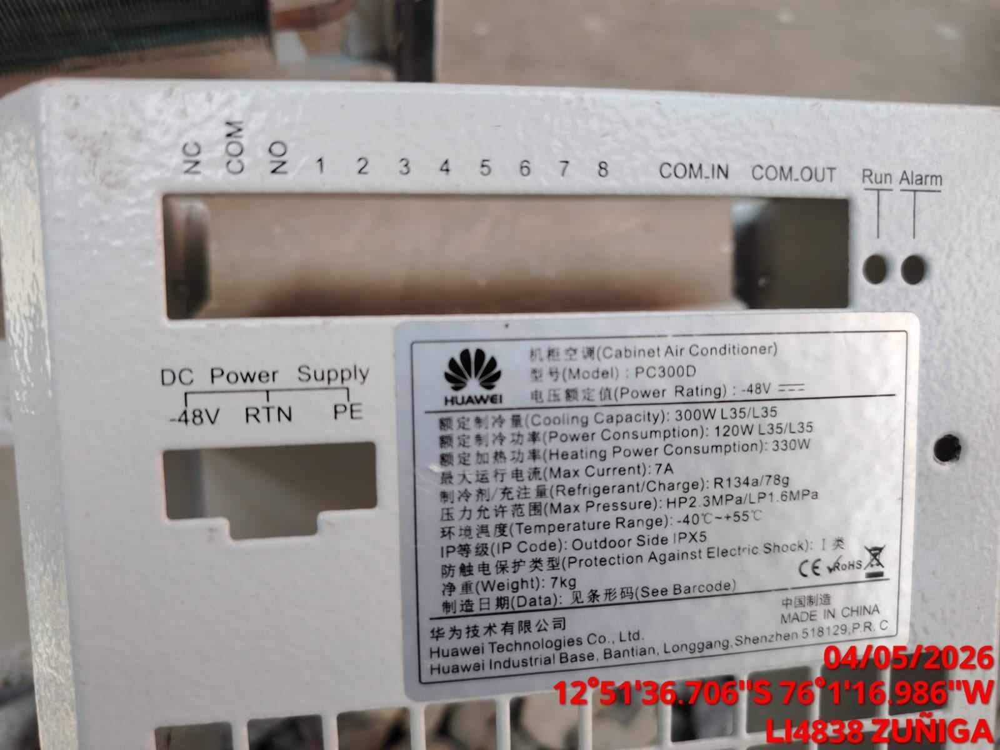 NC COM NO 1 2 3 4 5 6 7 8 COM_IN COM_OUT Run Alarm
DC Power Supply
-48V RTN PE
HUAWEI
机柜空调(Cabinet Air Conditioner)
型号(Model) : PC300D
电压额定值(Power Rating) : -48V
额定制冷量(Cooling Capacity): 300W L35/L35
额定制冷功率(Power Consumption): 120W L35/L35
额定加热功率(Heating Power Consumption): 330W
最大运行电流(Max Current): 7A
制冷剂/充注量(Refrigerant/Charge): R134a/78g
压力允许范围(Max Pressure): HP2.3MPa/LP1.6MPa
环境温度(Temperature Range): -40℃~+55℃
IP等级(IP Code): Outdoor Side IPX5
防触电保护类型(Protection Against Electric Shock): I 类
净重(Weight): 7kg
CE RoHS
制造日期(Data): 见条形码(See Barcode)
华为技术有限公司
中国制造
MADE IN CHINA
Huawei Technologies Co., Ltd.
Huawei Industrial Base, Bantian, Longgang,Shenzhen 518129,P.R. C
04/05/2026
12°51'36.706"S 76°1'16.986"W
LI4838 ZUÑIGA